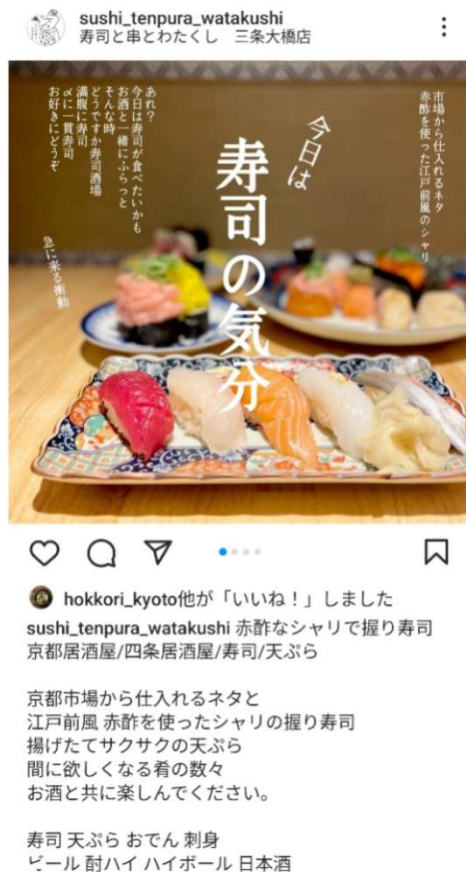 sushi_tenpura_watakushi
寿司と串とわたくし 三条大橋店
市場から仕入れるネタ
赤酢を使った江戸前風のシャリ
今日は
寿司の気分
あれ?
今日は寿司が食べたいかも
お酒と一緒にふらっと
そんな時
どうですか寿司酒場
満腹に寿司
〆に一貫寿司
お好きにどうぞ
急に来る衝動
hokkori_kyoto他が「いいね!」しました
sushi_tenpura_watakushi 赤酢なシャリで握り寿司
京都居酒屋/四条居酒屋/寿司/天ぷら
京都市場から仕入れるネタと
江戸前風 赤酢を使ったシャリの握り寿司
揚げたてサクサクの天ぷら
間に欲しくなる肴の数々
お酒と共に楽しんでください。
寿司 天ぷら おでん 刺身
ビール 酎ハイ ハイボール 日本酒